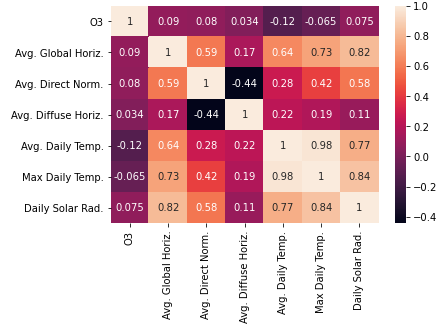 O3 1 0.09 0.08 0.034 -0.12 -0.065 0.075
Avg. Global Horiz. 0.09 1 0.59 0.17 0.64 0.73 0.82
Avg. Direct Norm. 0.08 0.59 1 -0.44 0.28 0.42 0.58
Avg. Diffuse Horiz. 0.034 0.17 -0.44 1 0.22 0.19 0.11
Avg. Daily Temp. -0.12 0.64 0.28 0.22 1 0.98 0.77
Max Daily Temp. -0.065 0.73 0.42 0.19 0.98 1 0.84
Daily Solar Rad. 0.075 0.82 0.58 0.11 0.77 0.84 1
O3
Avg. Global Horiz.
Avg. Direct Norm.
Avg. Diffuse Horiz.
Avg. Daily Temp.
Max Daily Temp.
Daily Solar Rad.
1.0
0.8
0.6
0.4
0.2
0.0
−0.2
−0.4